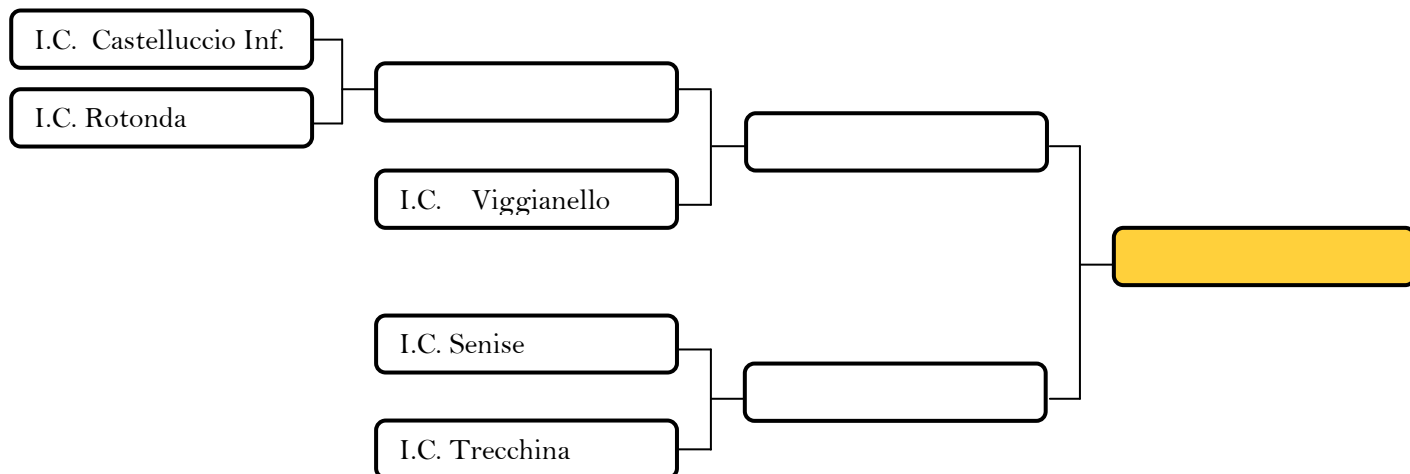 I.C. Castelluccio Inf.
I.C. Rotonda
I.C. Viggianello
I.C. Senise
I.C. Trecchina